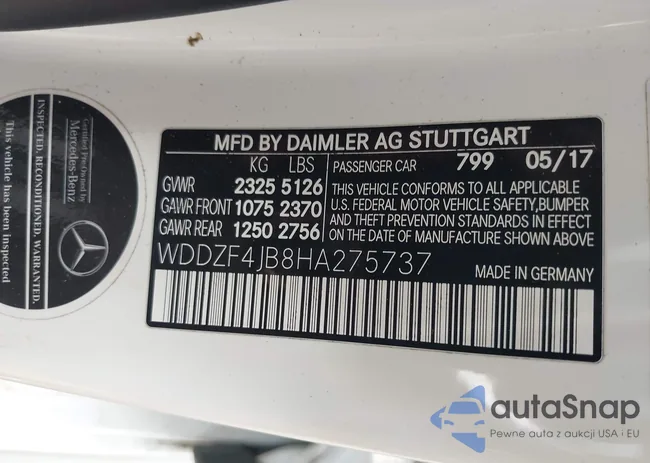 Certified Pre-Owned by
Mercedes-Benz
INSPECTED. RECONDITIONED. WARRANTED.
This vehicle has been inspected
MFD BY DAIMLER AG STUTTGART
KG LBS PASSENGER CAR 799 05/17
GVWR 2325 5126
GAWR FRONT 1075 2370
GAWR REAR 1250 2756
THIS VEHICLE CONFORMS TO ALL APPLICABLE
U.S. FEDERAL MOTOR VEHICLE SAFETY,BUMPER
AND THEFT PREVENTION STANDARDS IN EFFECT
ON THE DATE OF MANUFACTURE SHOWN ABOVE
WDDZF4JB8HA275737 MADE IN GERMANY
autaSnap
Pewne auta z aukcji USA i EU